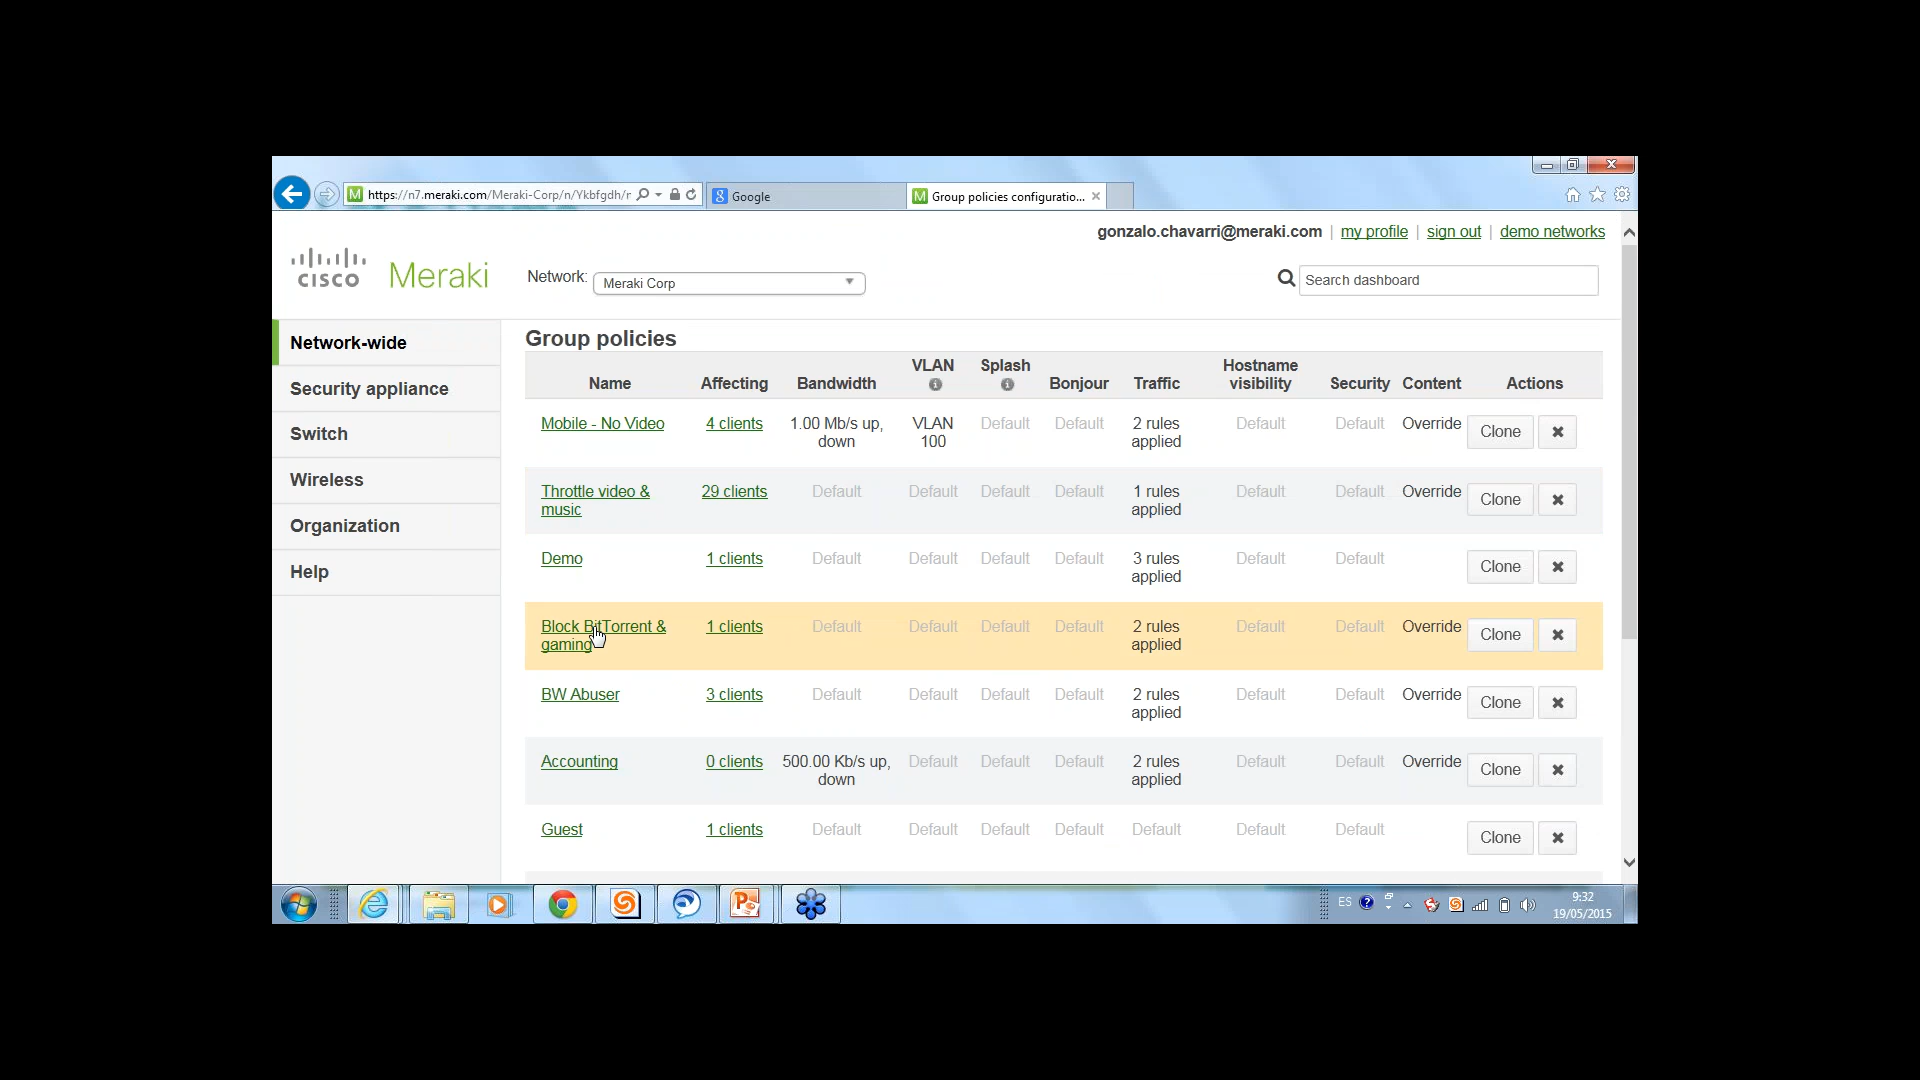 https://n7.meraki.com/Meraki-Corp/n/Ykbfgdh/r
Google
Group policies configuratio...
gonzalo.chavarri@meraki.com | my profile | sign out | demo networks
cisco Meraki
Network: Meraki Corp
Search dashboard
Network-wide
Security appliance
Switch
Wireless
Organization
Help
Group policies
Name Affecting Bandwidth VLAN Splash Bonjour Traffic Hostname visibility Security Content Actions
Mobile - No Video 4 clients 1.00 Mb/s up, down VLAN 100 Default Default 2 rules applied Default Default Override Clone
Throttle video & music 29 clients Default Default Default Default 1 rules applied Default Default Override Clone
Demo 1 clients Default Default Default Default 3 rules applied Default Default Clone
Block BitTorrent & gaming 1 clients Default Default Default Default 2 rules applied Default Default Override Clone
BW Abuser 3 clients Default Default Default Default 2 rules applied Default Default Override Clone
Accounting 0 clients 500.00 Kb/s up, down Default Default Default 2 rules applied Default Default Override Clone
Guest 1 clients Default Default Default Default Default Default Default Clone
ES
9:32
19/05/2015